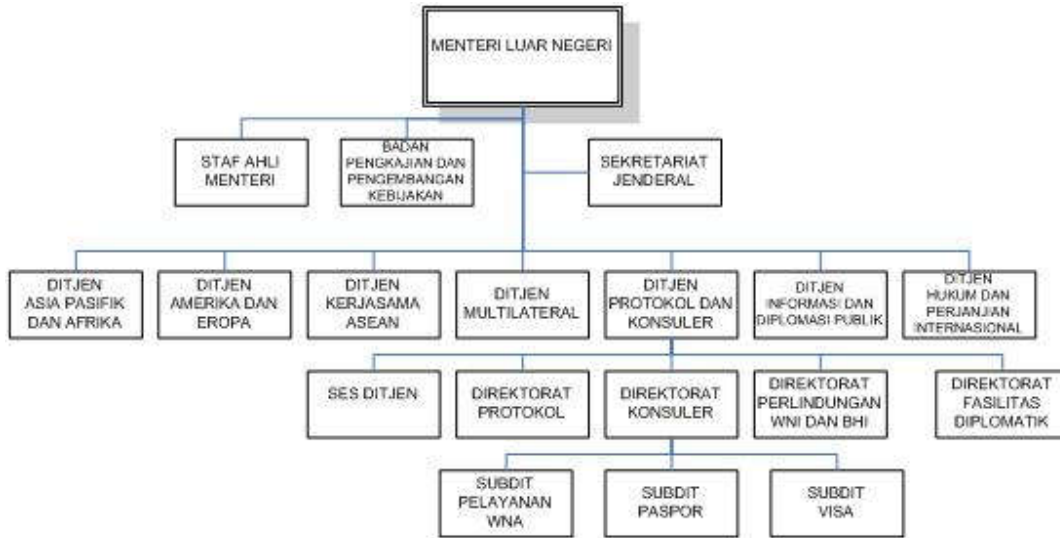 MENTERI LUAR NEGERI
STAF AHLI
MENTERI
BADAN
PENGKAJIAN DAN
PENGEMBANGAN
KEBIJAKAN
SEKRETARIAT
JENDERAL
DITJEN
ASIA PASIFIK
DAN AFRIKA
DITJEN
AMERIKA DAN
EROPA
DITJEN
KERJASAMA
ASEAN
DITJEN
MULTILATERAL
DITJEN
PROTOKOL DAN
KONSULER
DITJEN
INFORMASI DAN
DIPLOMASI PUBLIK
DITJEN
HUKUM DAN
PERJANJIAN
INTERNASIONAL
SES DITJEN
DIREKTORAT
PROTOKOL
DIREKTORAT
KONSULER
DIREKTORAT
PERLINDUNGAN
WNI DAN BHI
DIREKTORAT
FASILITAS
DIPLOMATIK
SUBDIT
PELAYANAN
WNA
SUBDIT
PASPOR
SUBDIT
VISA